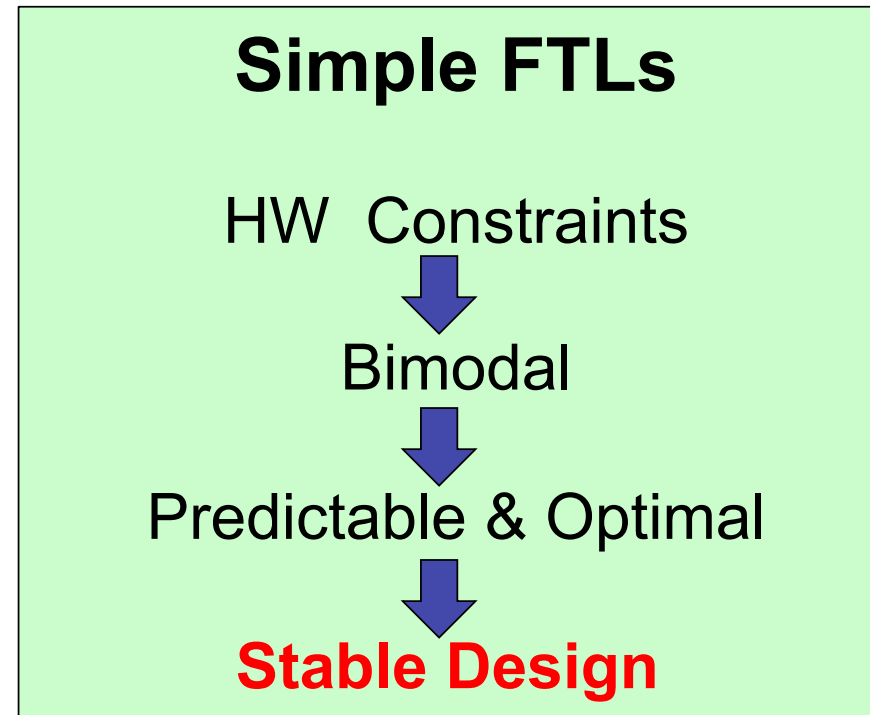 Simple FTLs
HW Constraints
Bimodal
Predictable & Optimal
Stable Design